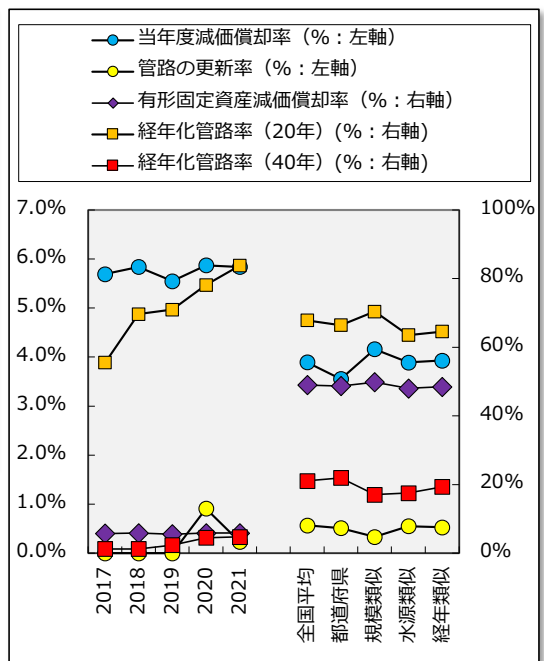 当年度減価償却率（%：左軸）
管路の更新率（%：左軸）
有形固定資産減価償却率（%：右軸）
経年化管路率（20年）(%：右軸)
経年化管路率（40年）(%：右軸)
7.0%
6.0%
5.0%
4.0%
3.0%
2.0%
1.0%
0.0%
100%
80%
60%
40%
20%
0%
2017
2018
2019
2020
2021
全国平均
都道府県
規模類似
水源類似
経年類似